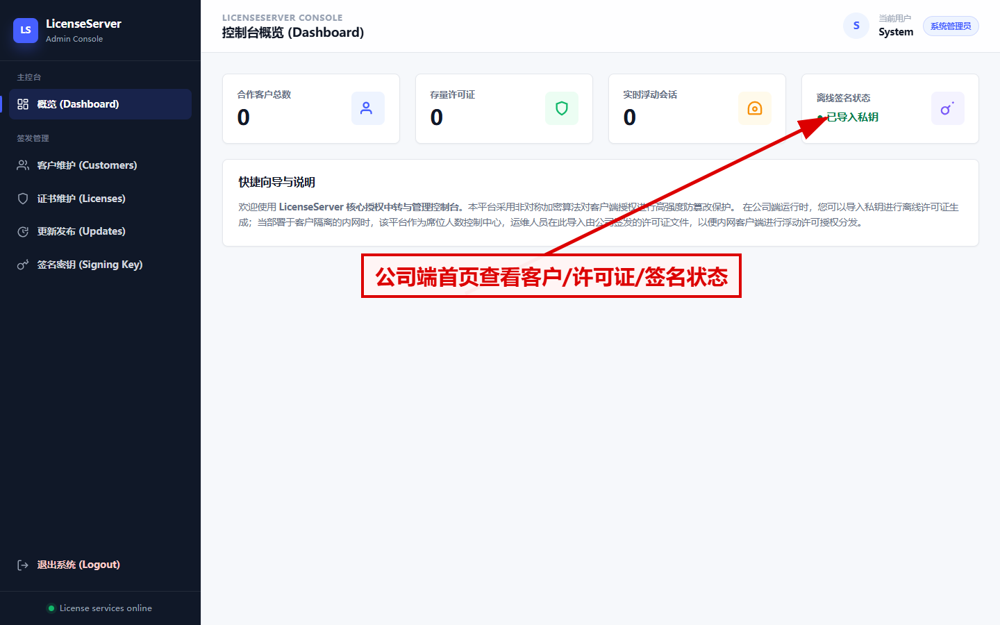 LS
LicenseServer
Admin Console
主控台
概览 (Dashboard)
签发管理
客户维护 (Customers)
证书维护 (Licenses)
更新发布 (Updates)
签名密钥 (Signing Key)
退出系统 (Logout)
License services online
LICENSESERVER CONSOLE
控制台概览 (Dashboard)
S
当前用户
System
系统管理员
合作客户总数
0
存量许可证
0
实时浮动会话
0
离线签名状态
已导入私钥
快捷向导与说明
欢迎使用 LicenseServer 核心授权中转与管理控制台。本平台采用非对称加密算法对客户端授权进行高强度防篡改保护。 在公司端运行时，您可以导入私钥进行离线许可证生
成；当部署于客户隔离的内网时，该平台作为席位人数控制中心，运维人员在此导入由公司签发的许可证文件，以便内网客户端进行浮动许可授权分发。
公司端首页查看客户/许可证/签名状态